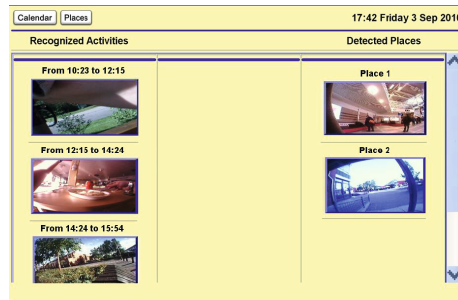 Calendar Places 17:42 Friday 3 Sep 2010
Recognized Activities Detected Places
From 10:23 to 12:15
Place 1
From 12:15 to 14:24
Place 2
From 14:24 to 15:54